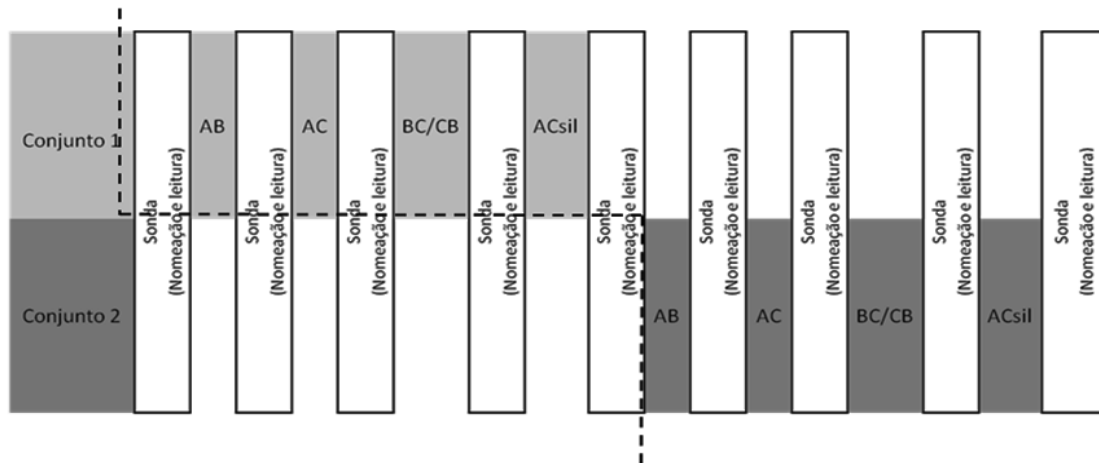 Conjunto 1
AB
AC
BC/CB
ACsil
Sonda
(Nomeação e leitura)
Sonda
(Nomeação e leitura)
Sonda
(Nomeação e leitura)
Sonda
(Nomeação e leitura)
Sonda
(Nomeação e leitura)
Sonda
(Nomeação e leitura)
Sonda
(Nomeação e leitura)
Sonda
(Nomeação e leitura)
Sonda
(Nomeação e leitura)
Conjunto 2
AB
AC
BC/CB
ACsil